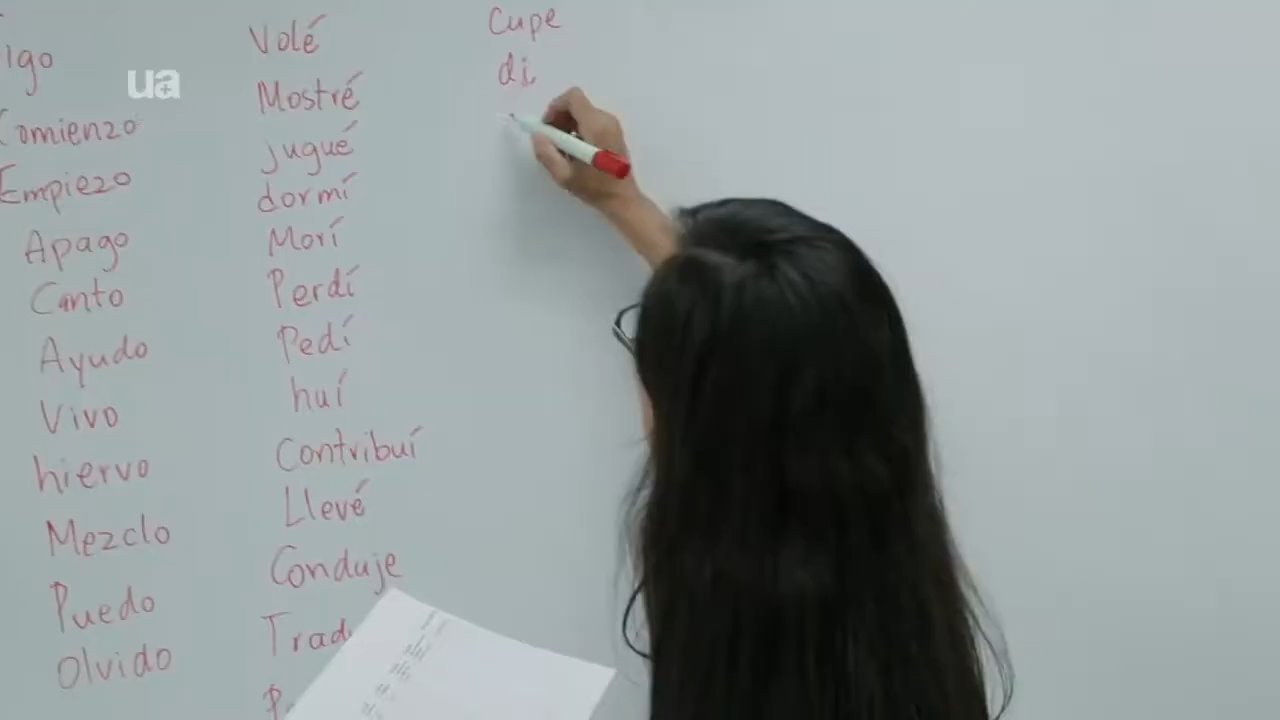 ua
Comienzo
Empiezo
Apago
Canto
Ayudo
Vivo
hiervo
Mezclo
Puedo
Olvido
Volé
Mostré
jugué
dormí
Morí
Perdí
Pedí
huí
Contribuí
Llevé
Conduje
Cupe
di